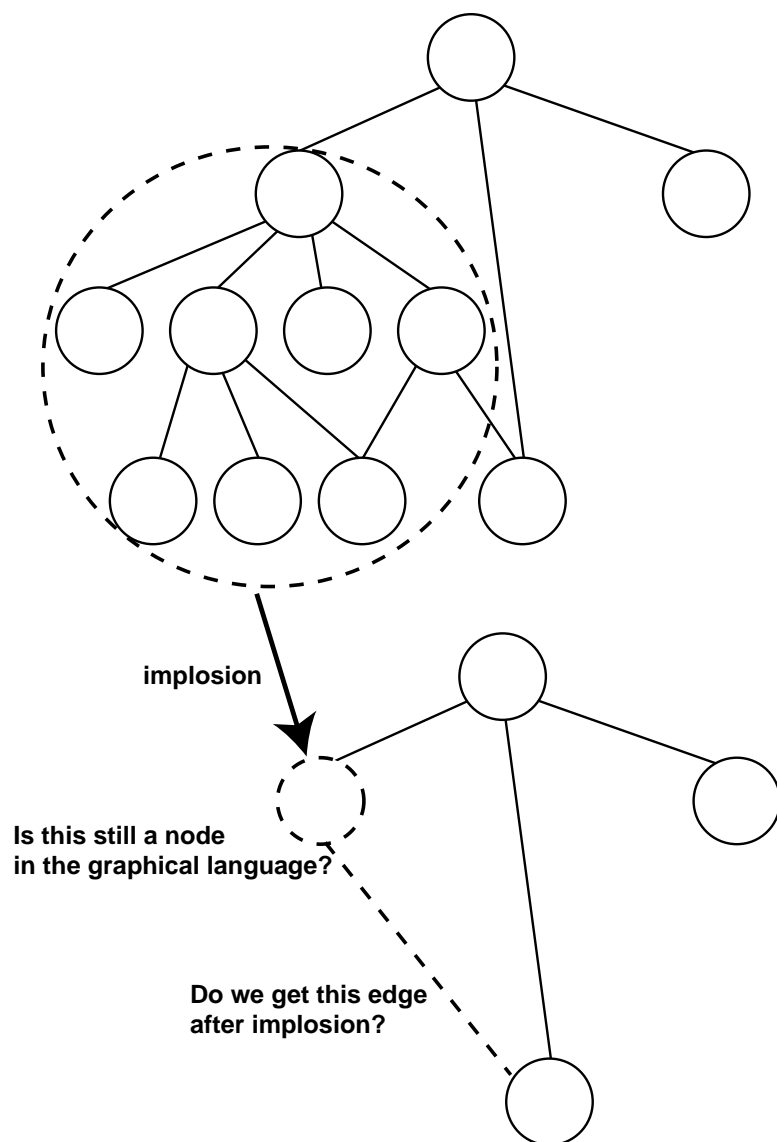 implosion
Is this still a node
in the graphical language?
Do we get this edge
after implosion?